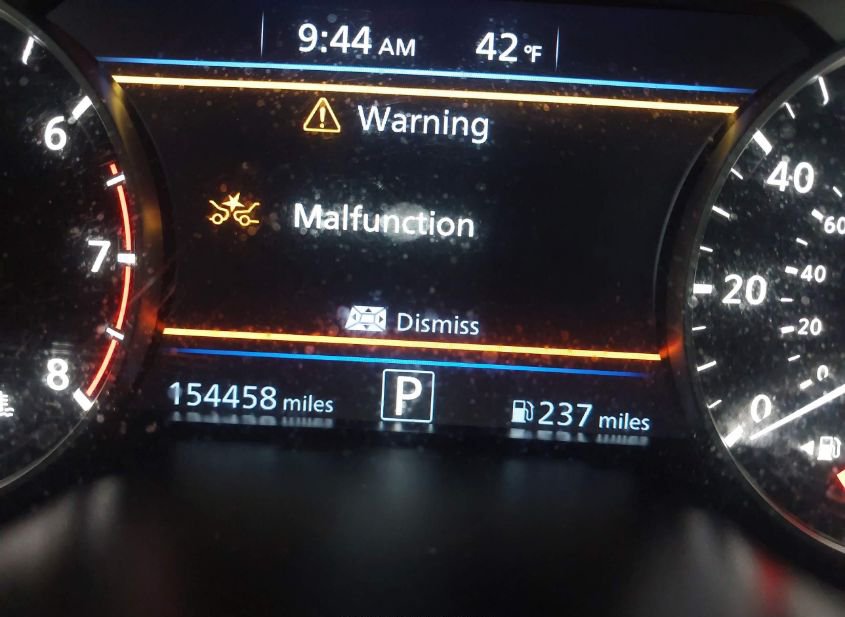 9:44 AM 42 °F
Warning
Malfunction
Dismiss
154458 miles P 237 miles
6
7
8
40
20
0
60
40
20
0